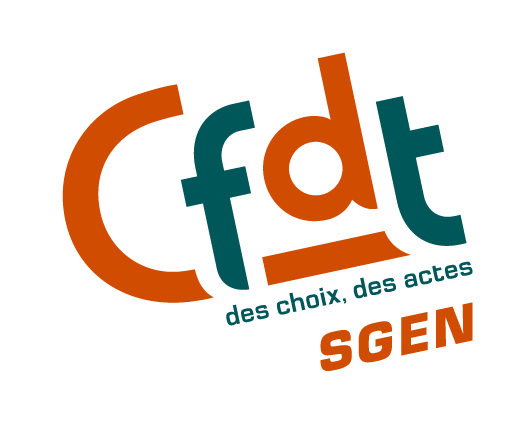 Cfdt
des choix, des actes
SGEN